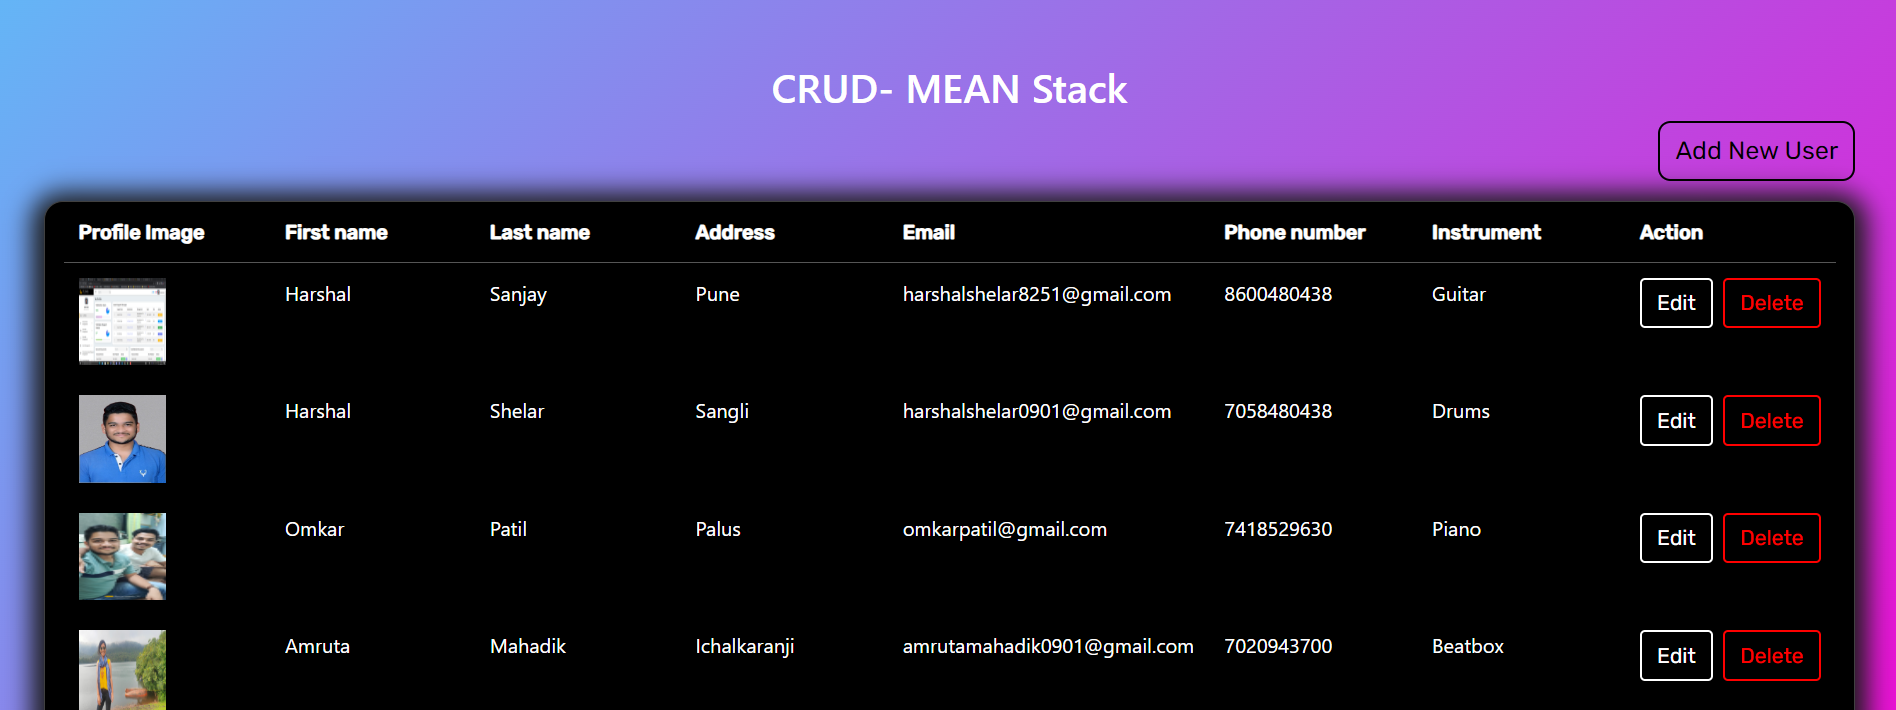 CRUD- MEAN Stack
Add New User
Profile Image First name Last name Address Email Phone number Instrument Action
Harshal Sanjay Pune harshalshelar8251@gmail.com 8600480438 Guitar Edit Delete
Harshal Shelar Sangli harshalshelar0901@gmail.com 7058480438 Drums Edit Delete
Omkar Patil Palus omkarpatil@gmail.com 7418529630 Piano Edit Delete
Amruta Mahadik Ichalkaranji amrutamahadik0901@gmail.com 7020943700 Beatbox Edit Delete